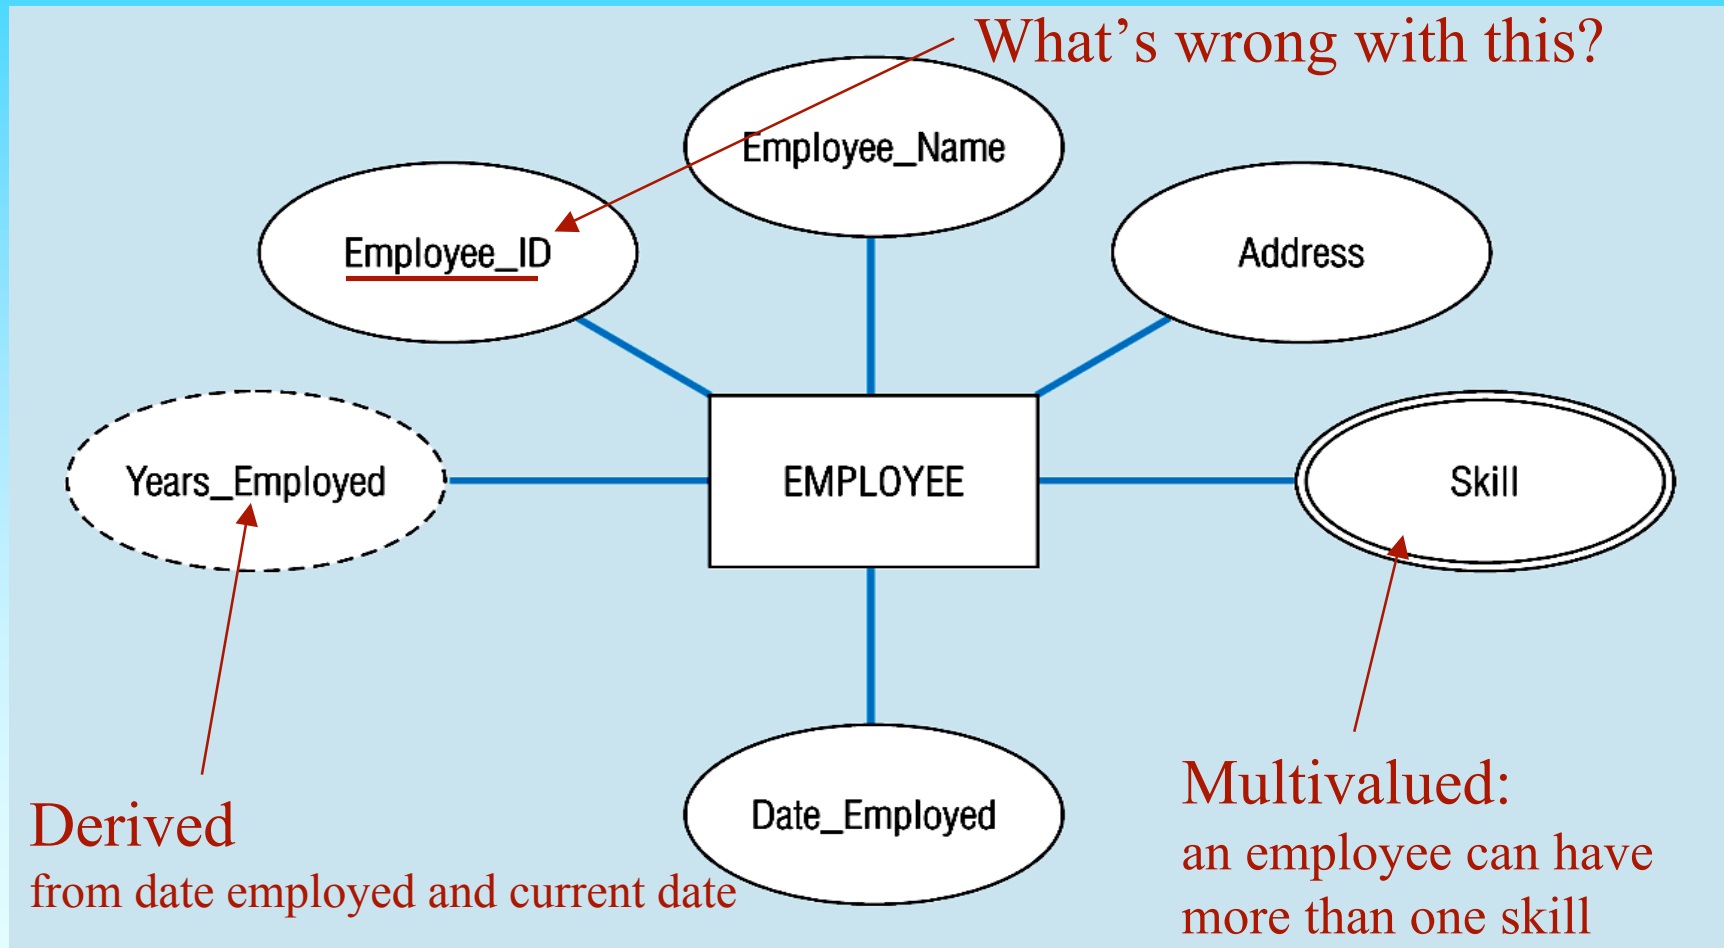 What’s wrong with this?
Employee_Name
Employee_ID
Address
Years_Employed
EMPLOYEE
Skill
Date_Employed
Derived
from date employed and current date
Multivalued:
an employee can have
more than one skill